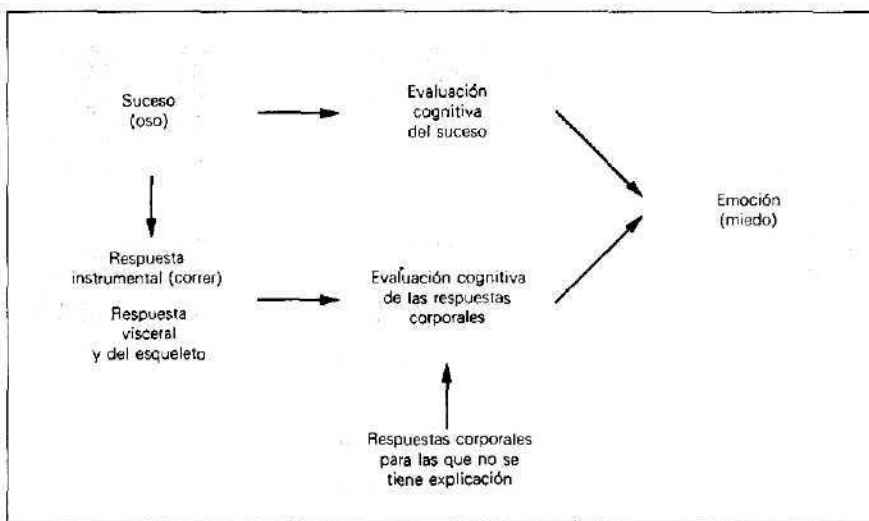 Suceso
(oso)
Evaluación
cognitiva
del suceso
Emoción
(miedo)
Respuesta
instrumental (correr)
Respuesta
visceral
y del esqueleto
Evaluación cognitiva
de las respuestas
corporales
Respuestas corporales
para las que no se
tiene explicación